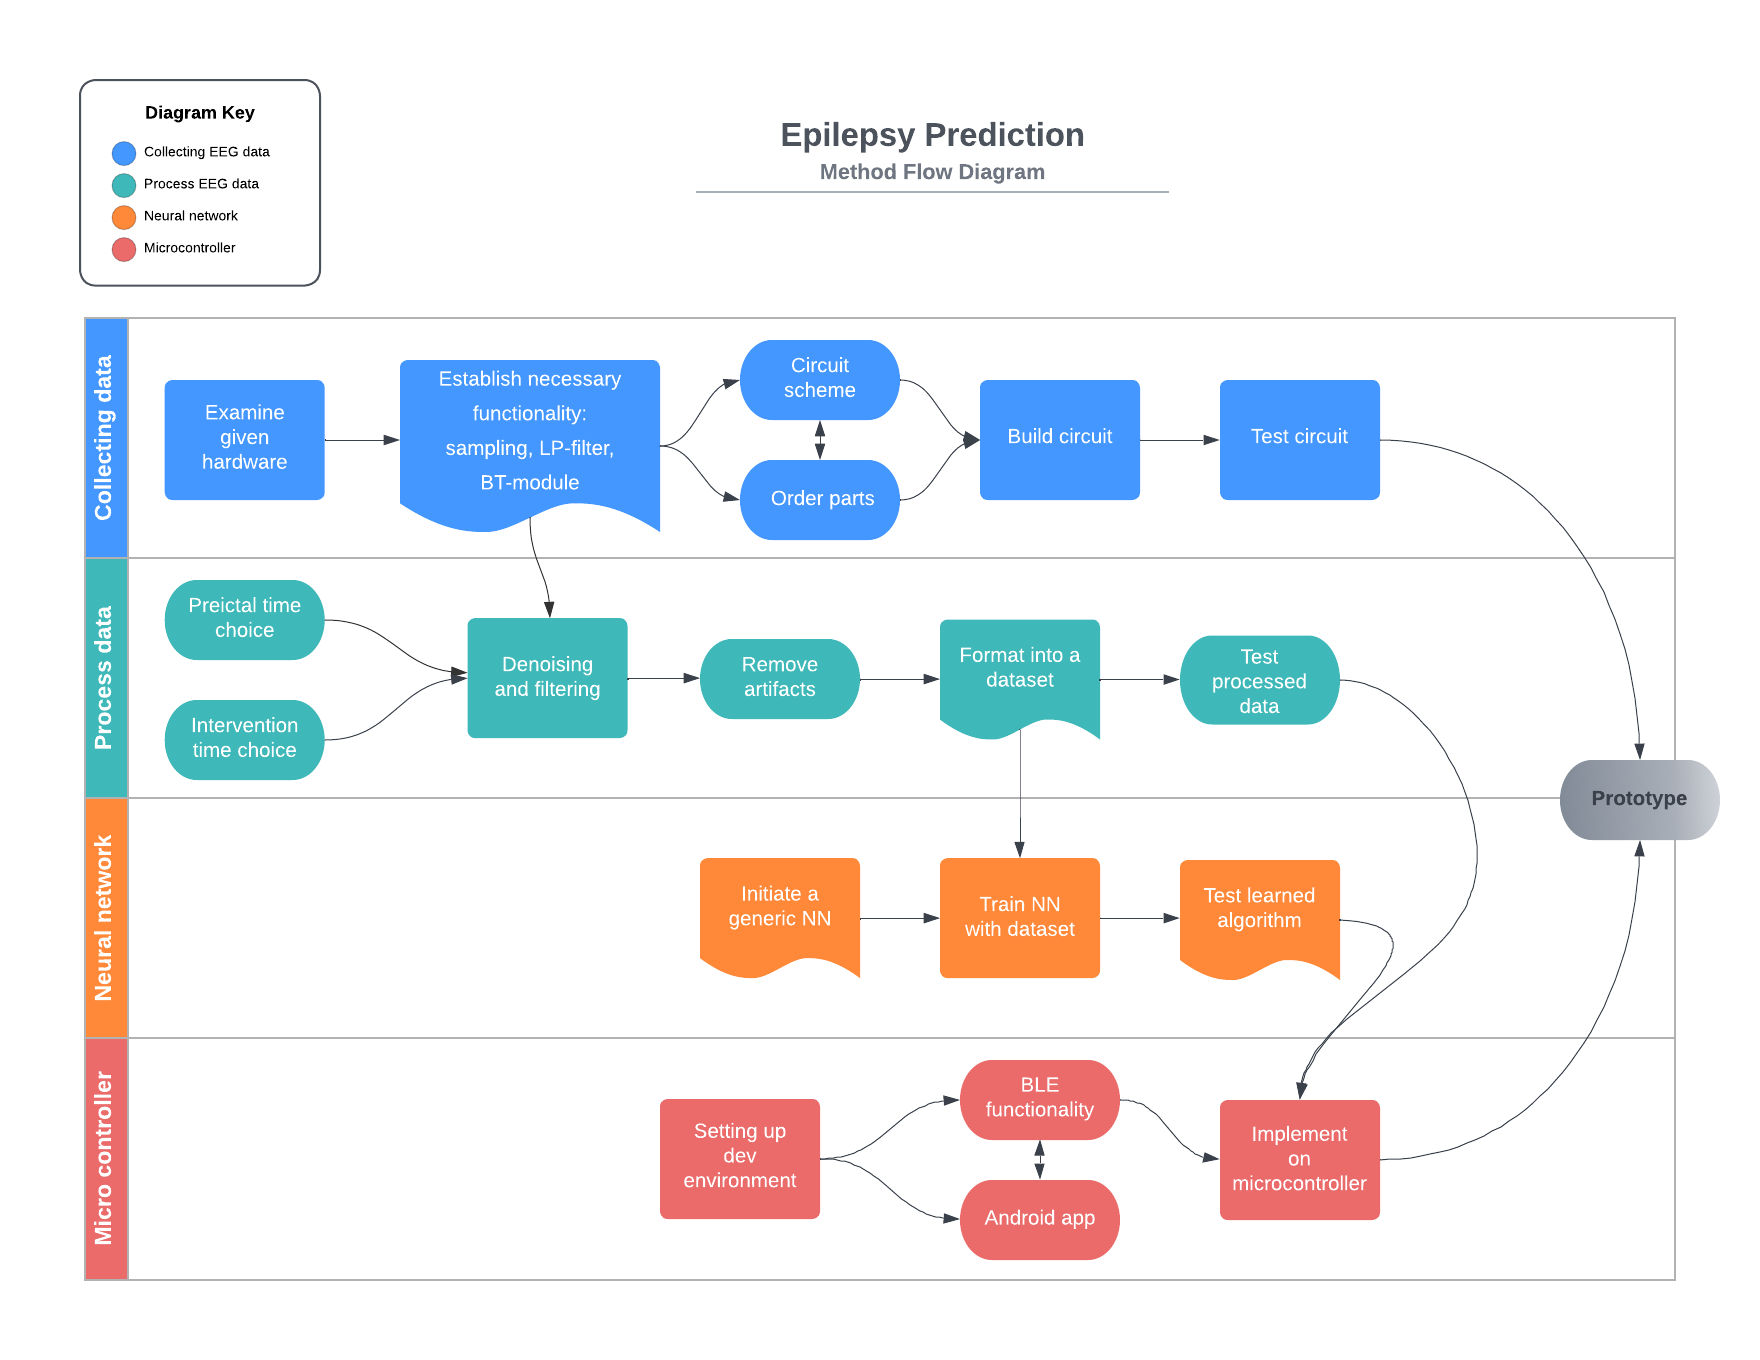 Diagram Key
Collecting EEG data
Process EEG data
Neural network
Microcontroller
Epilepsy Prediction
Method Flow Diagram
Collecting data
Examine
given
hardware
Establish necessary
functionality:
sampling, LP-filter,
BT-module
Circuit
scheme
Order parts
Build circuit
Test circuit
Process data
Preictal time
choice
Intervention
time choice
Denoising
and filtering
Remove
artifacts
Format into a
dataset
Test
processed
data
Prototype
Neural network
Initiate a
generic NN
Train NN
with dataset
Test learned
algorithm
Micro controller
Setting up
dev
environment
BLE
functionality
Android app
Implement
on
microcontroller